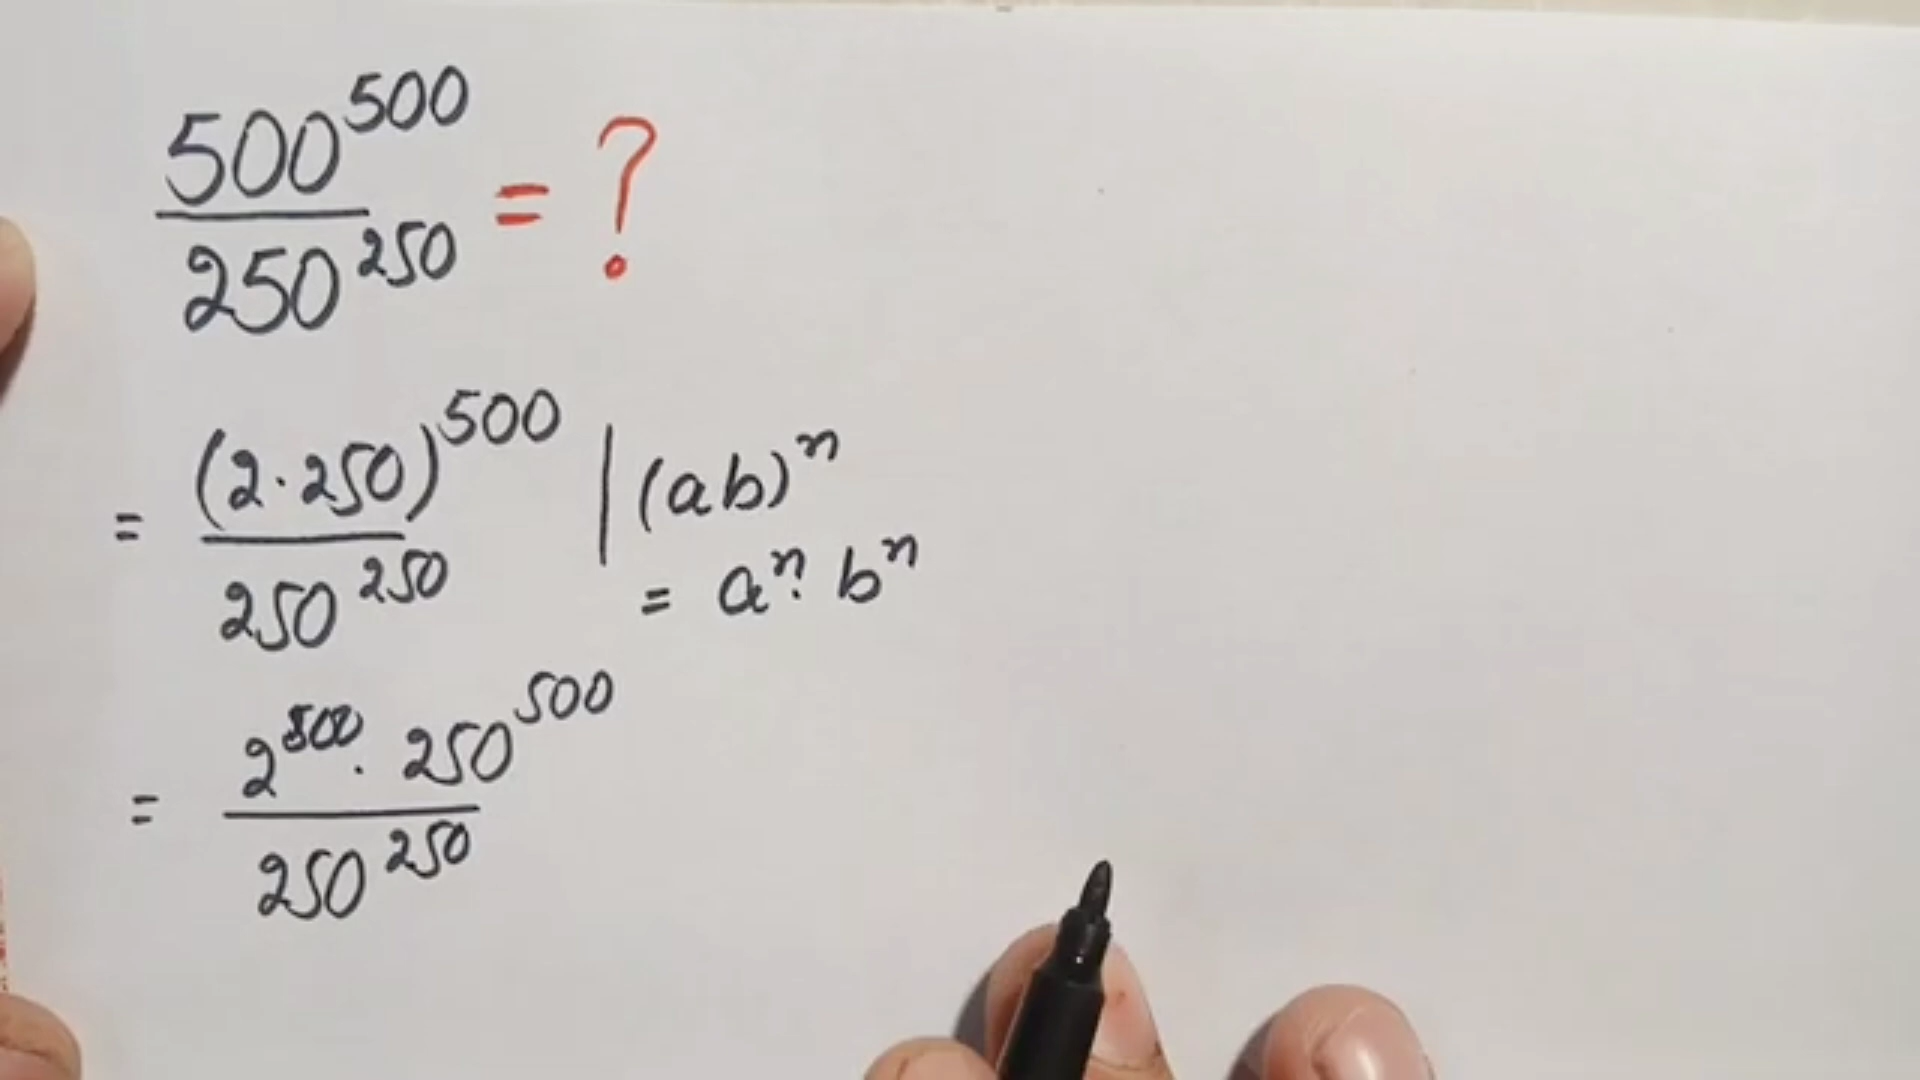 500^500 / 250^250 = ?
= (2·250)^500 / 250^250 | (ab)^n
= a^n · b^n
= 2^500 · 250^500 / 250^250